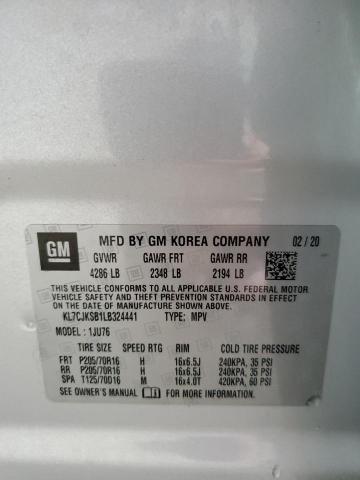 GM
MFD BY GM KOREA COMPANY 02/20
GVWR GAWR FRT GAWR RR
4286 LB 2348 LB 2194 LB
THIS VEHICLE CONFORMS TO ALL APPLICABLE U.S. FEDERAL MOTOR
VEHICLE SAFETY, BUMPER, AND THEFT PREVENTION STANDARDS IN EFFECT ON THE
DATE OF MANUFACTURE SHOWN ABOVE.
KL7CJKSB1LB324441 TYPE: MPV
MODEL: 1JU76
TIRE SIZE SPEED RTG RIM COLD TIRE PRESSURE
FRT P205/70R16 H 16x6.5J 240KPA, 35 PSI
RR P205/70R16 H 16x6.5J 240KPA, 35 PSI
SPA T125/70D16 M 16x4.0T 420KPA, 60 PSI
SEE OWNER'S MANUAL FOR ADDITIONAL INFORMATION.